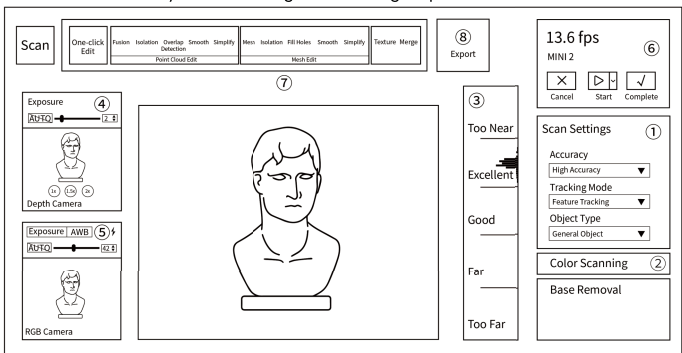 Scan
One-click
Edit
Fusion Isolation Overlap Smooth Simplify
Detection
Point Cloud Edit
Mesh Isolation Fill Holes Smooth Simplify
Mesh Edit
Texture Merge
⑧
Export
⑦
13.6 fps
MINI 2
⑥
Cancel Start Complete
Exposure ④
AUTO 2
1x 1.5x 2x
Depth Camera
Exposure AWB ⑤
AUTO 42
RGB Camera
③
Too Near
Excellent
Good
Far
Too Far
Scan Settings ①
Accuracy
High Accuracy
Tracking Mode
Feature Tracking
Object Type
General Object
Color Scanning ②
Base Removal